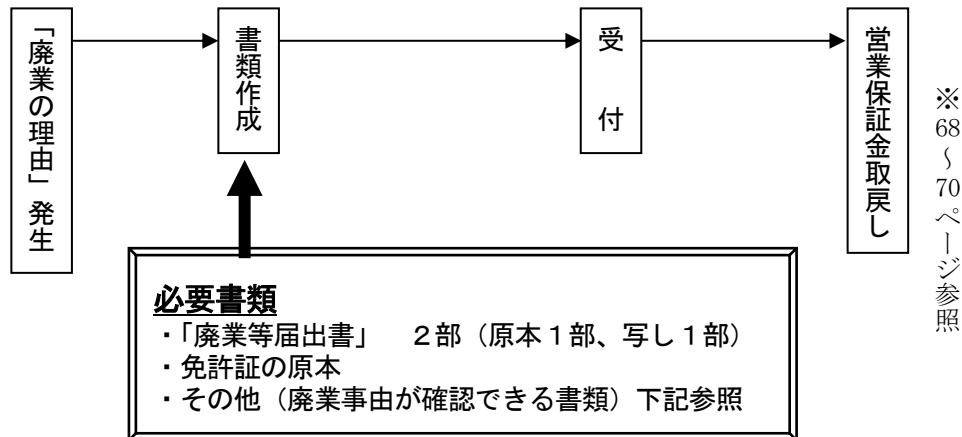 「廃業の理由」発生
書類作成
受　付
営業保証金取戻し
※68～70ページ参照
必要書類
・「廃業等届出書」　２部（原本１部、写し１部）
・免許証の原本
・その他（廃業事由が確認できる書類）下記参照